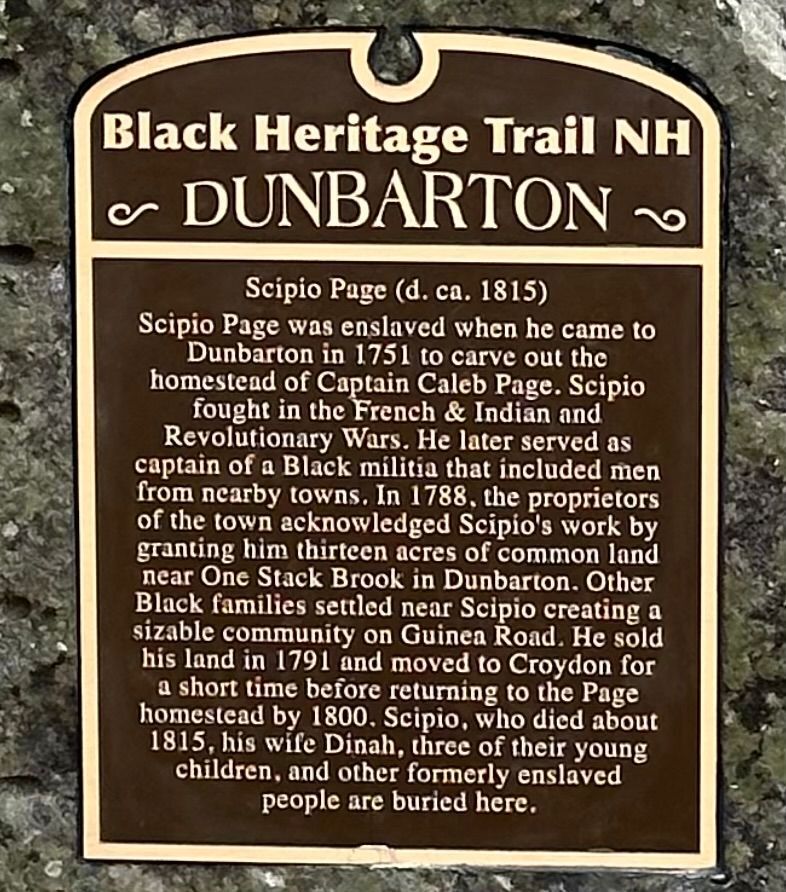 Black Heritage Trail NH
DUNBARTON
Scipio Page (d. ca. 1815)
Scipio Page was enslaved when he came to
Dunbarton in 1751 to carve out the
homestead of Captain Caleb Page. Scipio
fought in the French & Indian and
Revolutionary Wars. He later served as
captain of a Black militia that included men
from nearby towns. In 1788, the proprietors
of the town acknowledged Scipio's work by
granting him thirteen acres of common land
near One Stack Brook in Dunbarton. Other
Black families settled near Scipio creating a
sizable community on Guinea Road. He sold
his land in 1791 and moved to Croydon for
a short time before returning to the Page
homestead by 1800. Scipio, who died about
1815, his wife Dinah, three of their young
children, and other formerly enslaved
people are buried here.